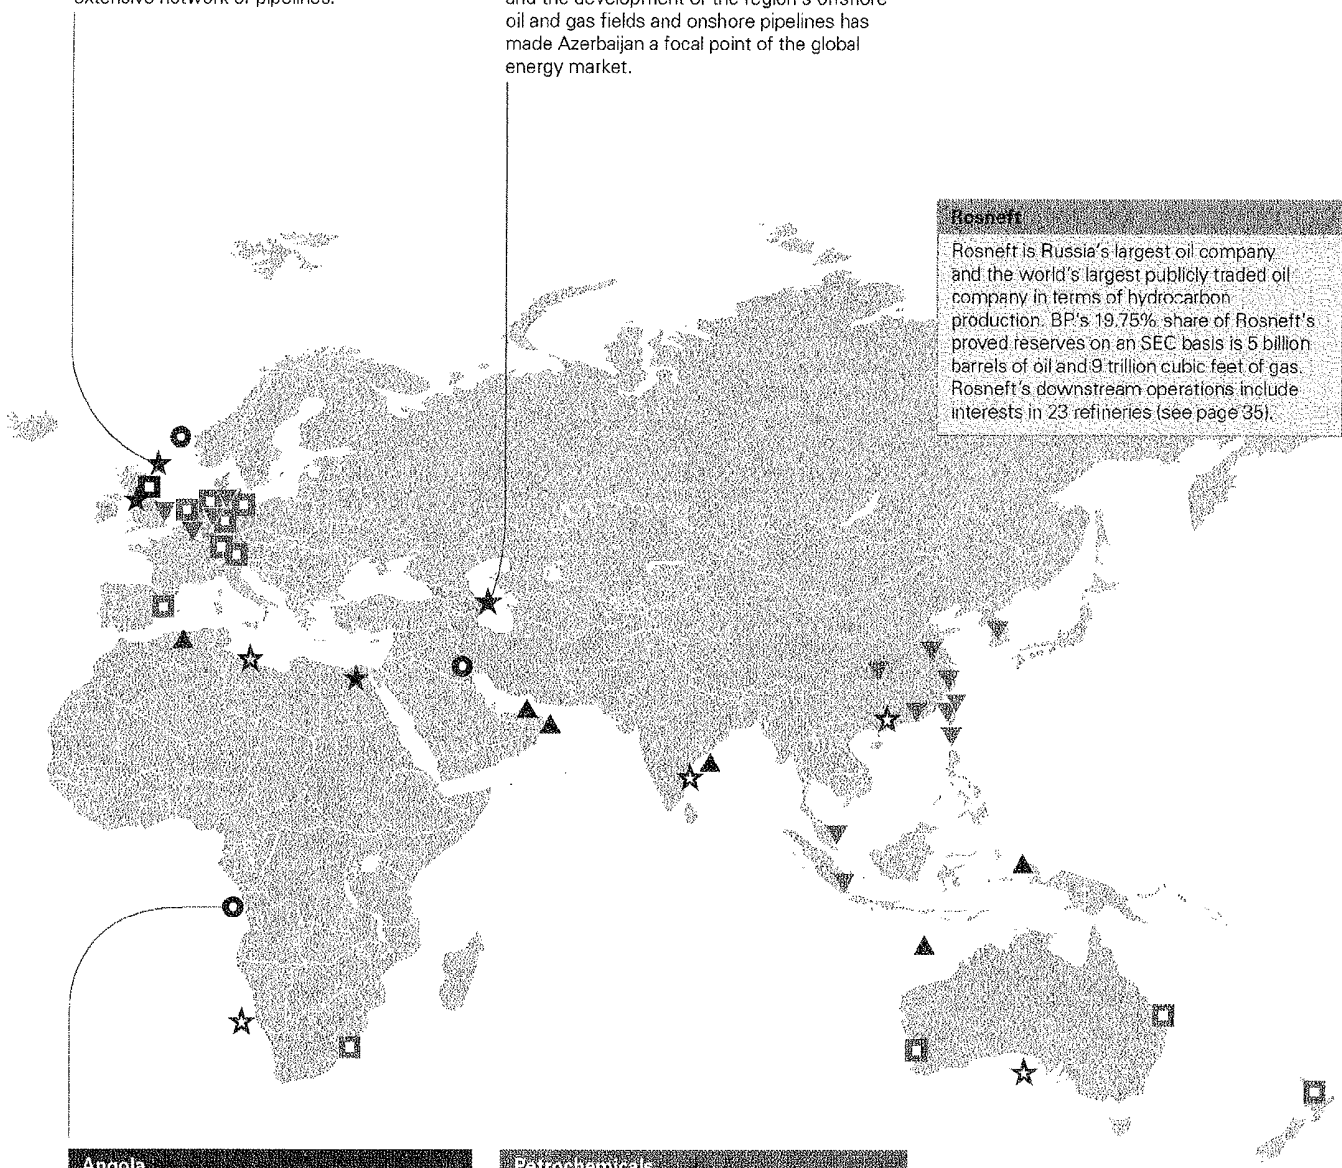 extensive network of pipelines.
and the development of the region's onshore
oil and gas fields and onshore pipelines has
made Azerbaijan a focal point of the global
energy market.
Rosneft
Rosneft is Russia's largest oil company
and the world's largest publicly traded oil
company in terms of hydrocarbon
production. BP's 19.75% share of Rosneft's
proved reserves on an SEC basis is 5 billion
barrels of oil and 9 trillion cubic feet of gas.
Rosneft's downstream operations include
interests in 23 refineries (see page 35).
Angola
Petrochemicals